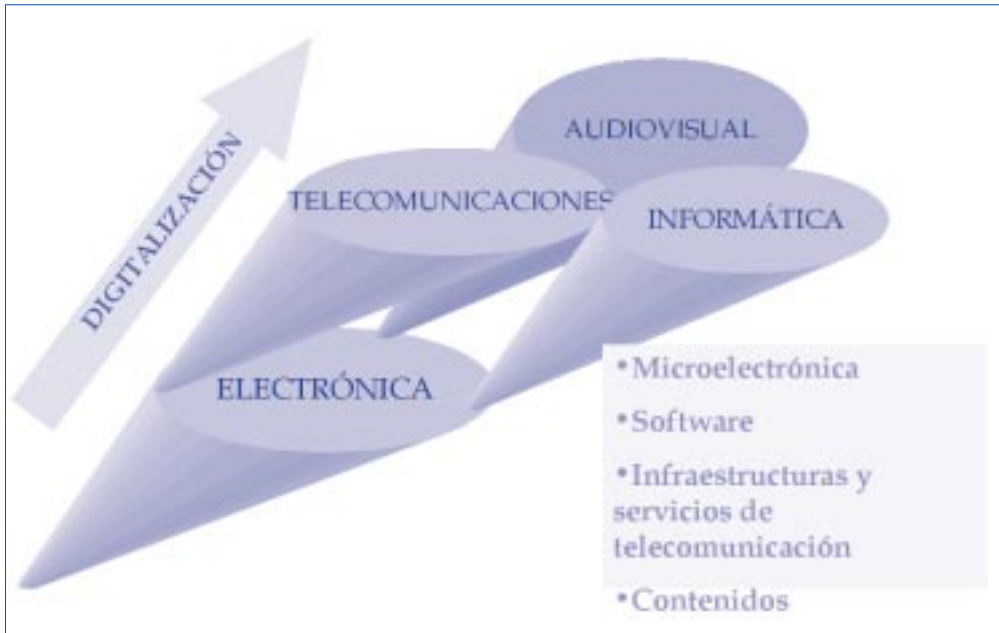 AUDIOVISUAL
TELECOMUNICACIONES
INFORMÁTICA
DIGITALIZACIÓN
ELECTRÓNICA
•Microelectrónica
•Software
•Infraestructuras y
servicios de
telecomunicación
•Contenidos